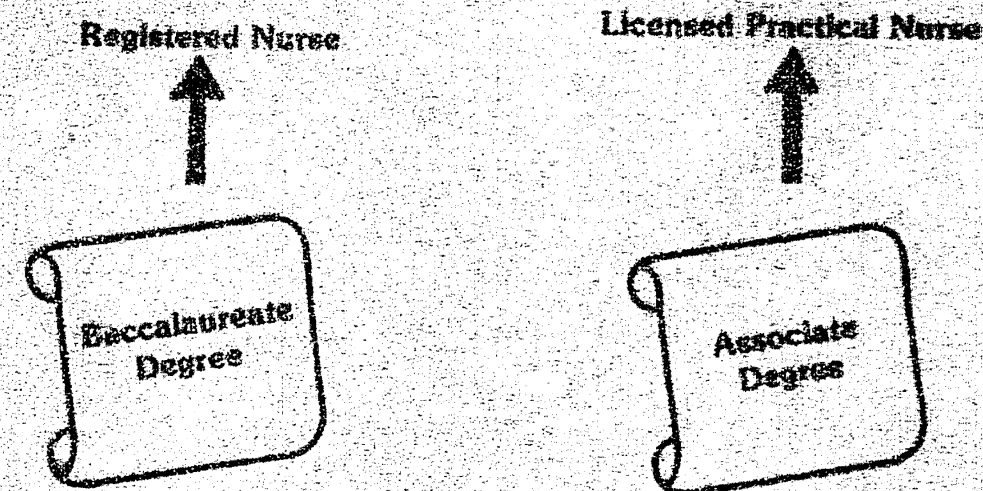 Registered Nurse
Licensed Practical Nurse
Baccalaureate
Degree
Associate
Degree